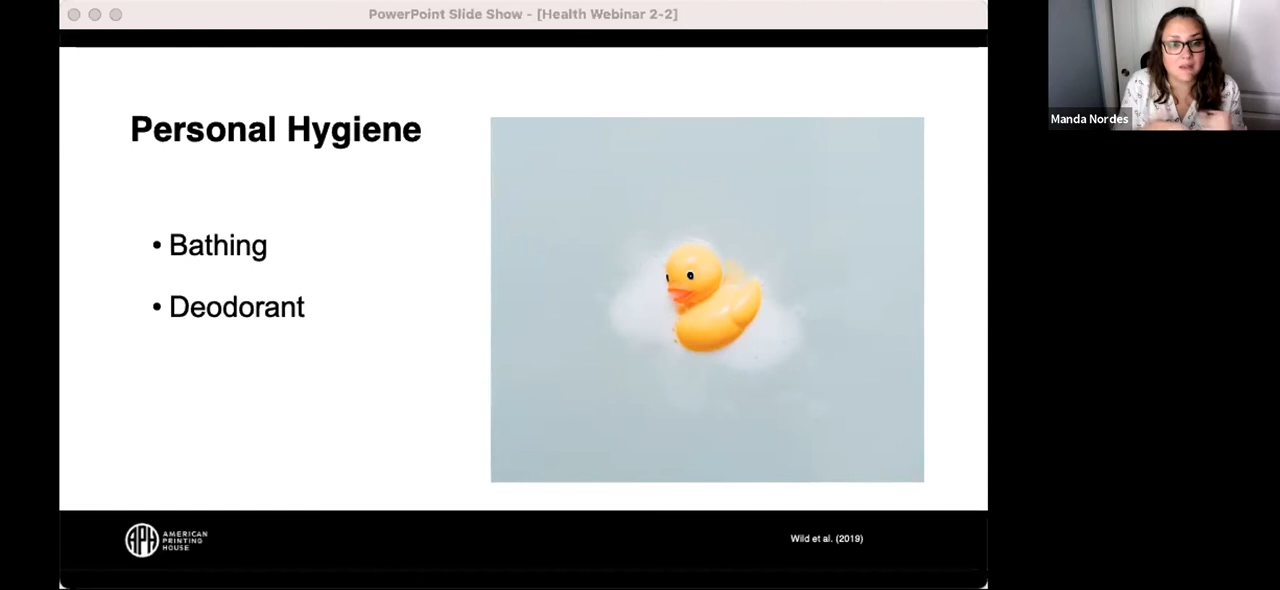 PowerPoint Slide Show - [Health Webinar 2-2]
Personal Hygiene
• Bathing
• Deodorant
Manda Nordes
APH
AMERICAN
PRINTING
HOUSE
Wild et al. (2019)